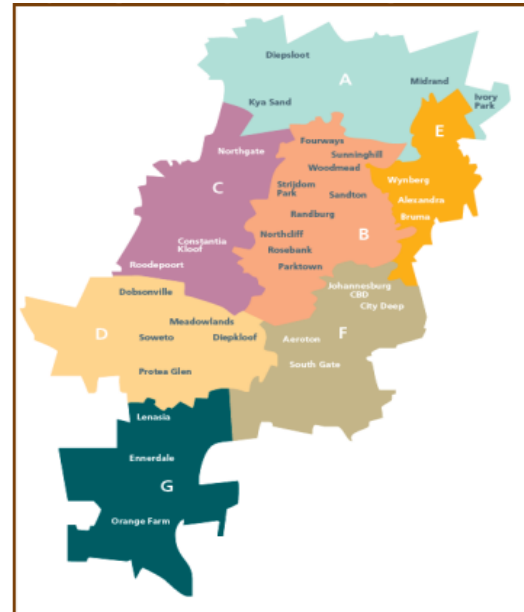 Diepsloot
A
Midrand
Ivory
Park
Kya Sand
E
Fourways
Northgate
Sunninghill
Woodmead
Wynberg
C
Strijdom
Park
Sandton
Alesandra
Randburg
Bruma
Northcliff
B
Constantia
Kloof
Rosebank
Roodepoort
Parktown
Johannesburg
CBD
Dobsonville
City Deep
Meadowlands
D
Soweto
Diepkloof
Aeroton
F
South Gate
Protea Glen
Lenasia
Ennerdale
G
Orange Farm